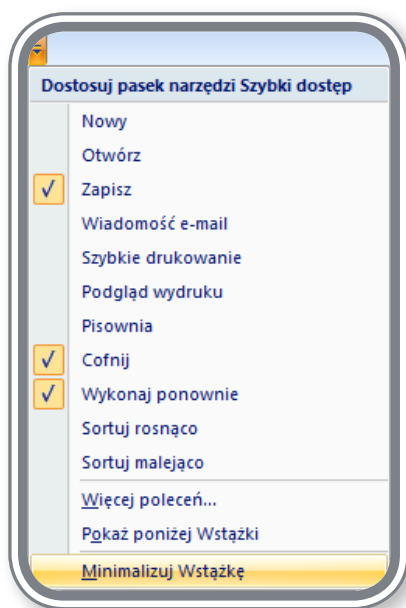 Dostosuj pasek narzędzi Szybki dostęp
Nowy
Otwórz
Zapisz
Wiadomość e-mail
Szybkie drukowanie
Podgląd wydruku
Pisownia
Cofnij
Wykonaj ponownie
Sortuj rosnąco
Sortuj malejąco
Więcej poleceń...
Pokaż poniżej Wstążki
Minimalizuj Wstążkę